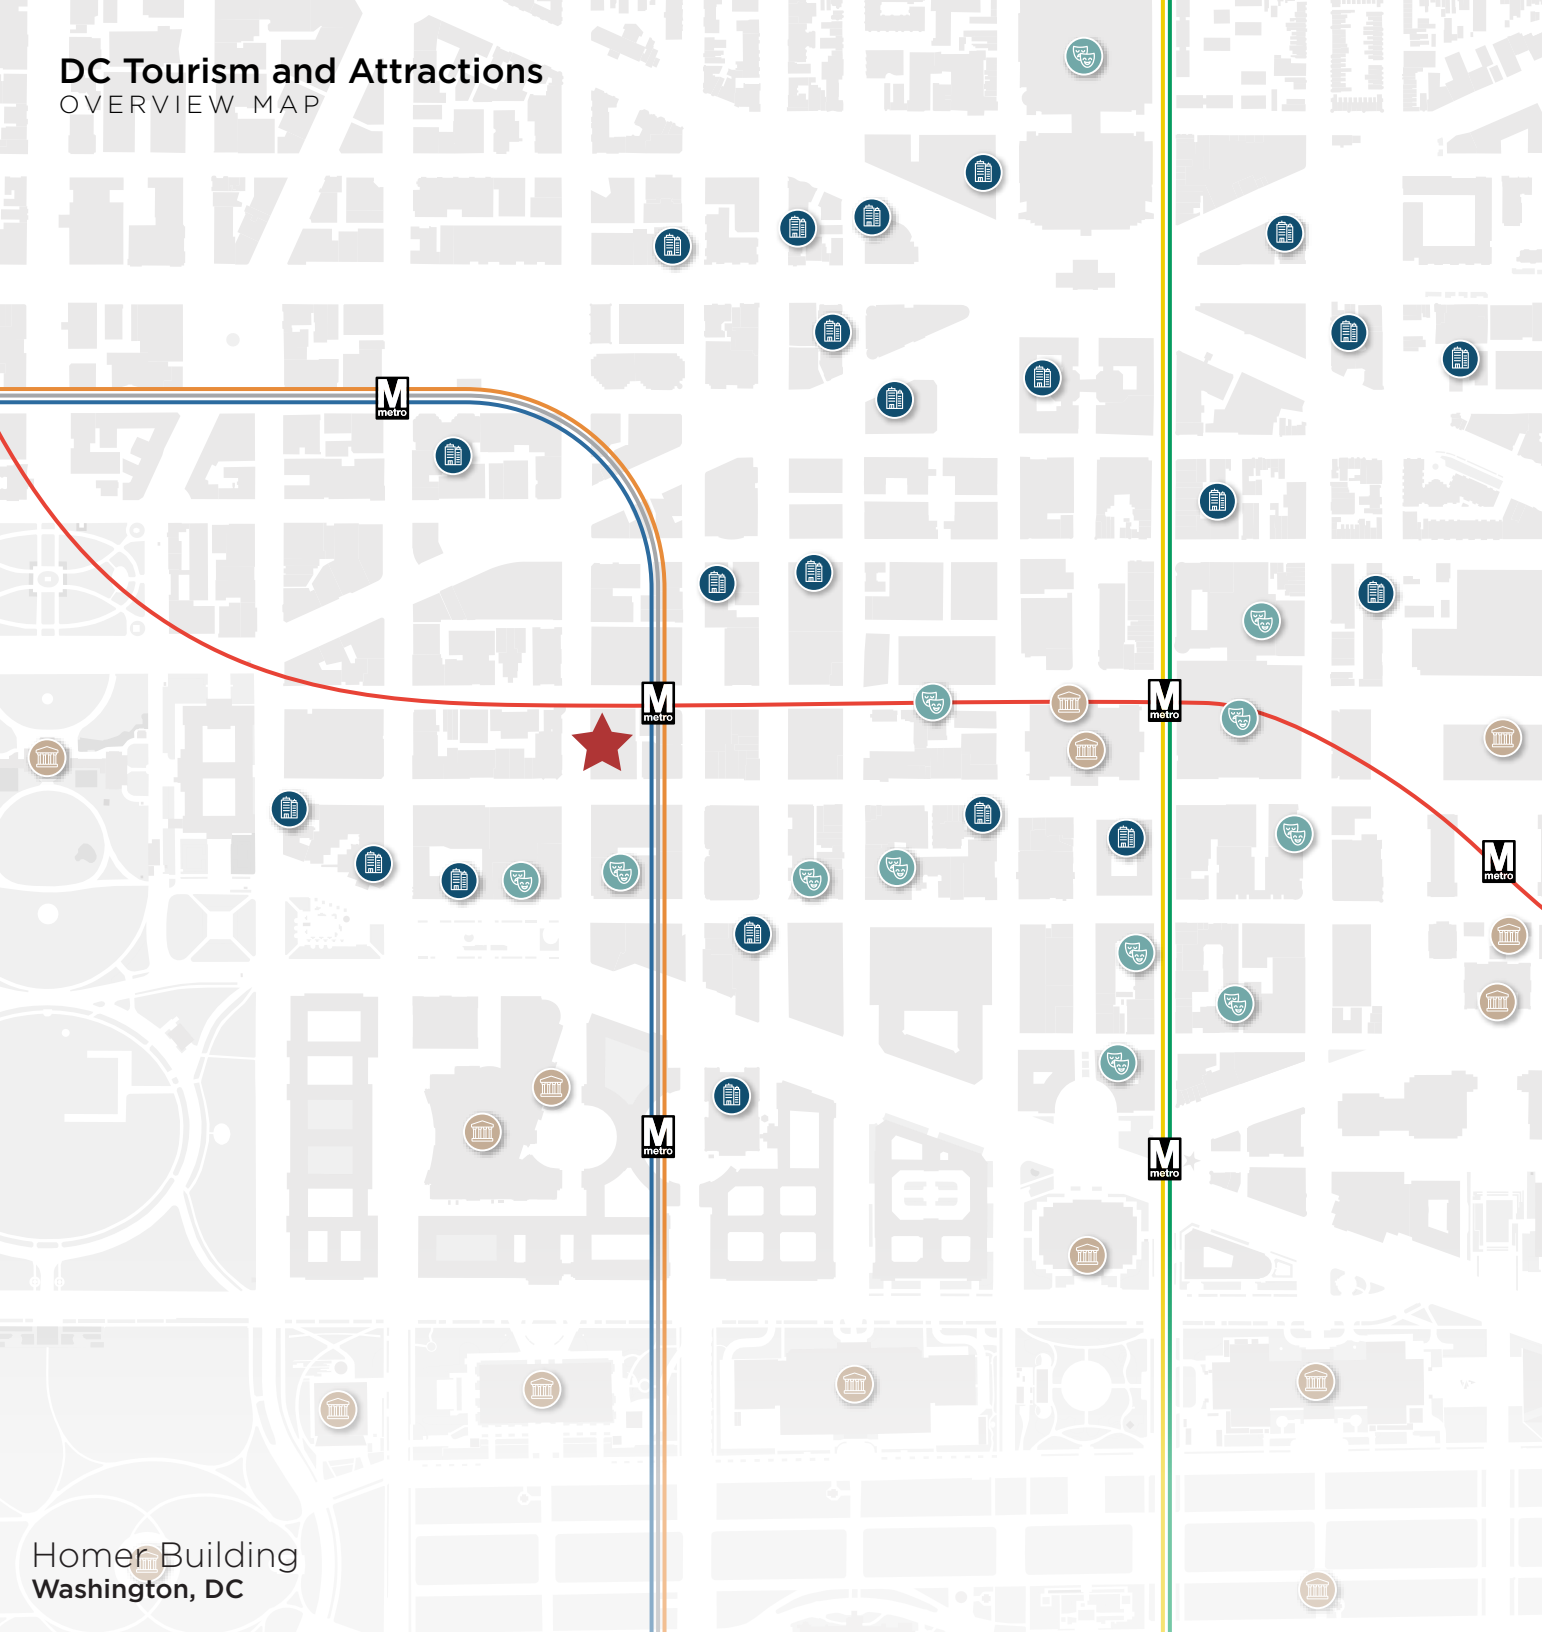 DC Tourism and Attractions
OVERVIEW MAP
M
metro
M
metro
M
metro
M
metro
M
metro
M
metro
Homer Building
Washington, DC